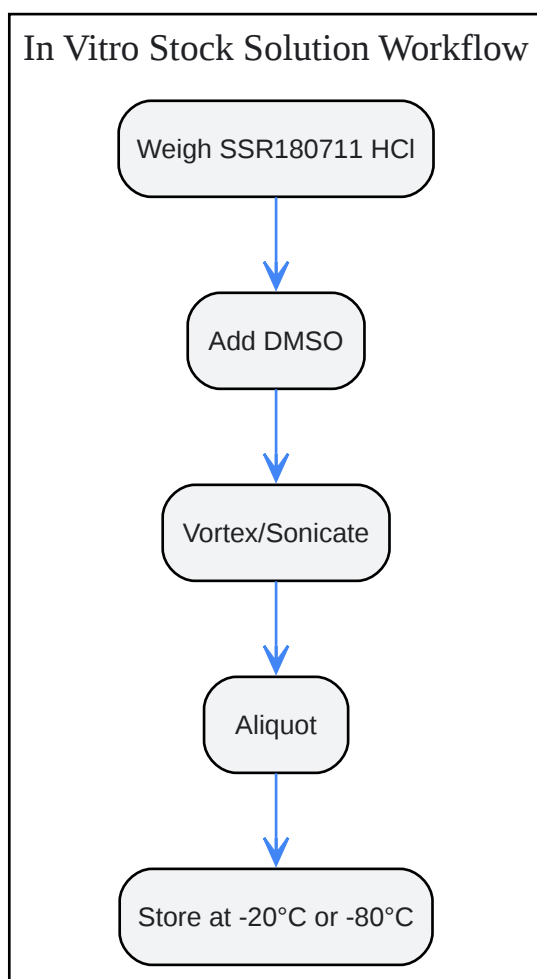 In Vitro Stock Solution Workflow
Weigh SSR180711 HCl
Add DMSO
Vortex/Sonicate
Aliquot
Store at -20°C or -80°C